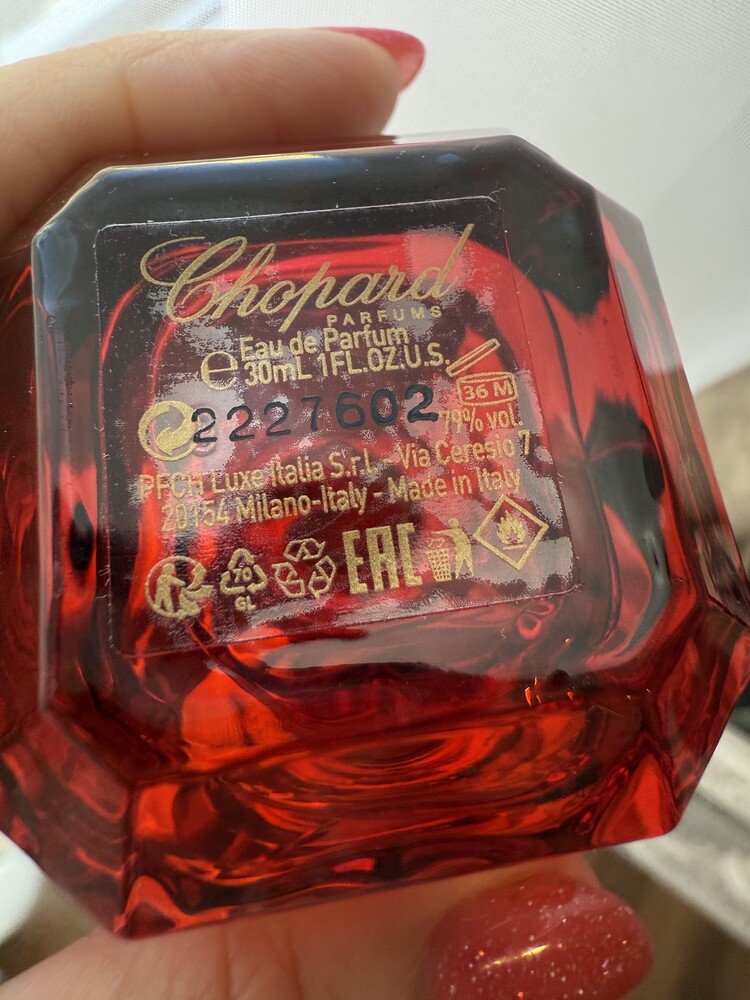 Chopard
PARFUMS
Eau de Parfum
℮ 30mL 1FL.OZ.U.S.
36 M
2227602
79% vol.
PFCH Luxe Italia S.r.l. - Via Ceresio 7
20154 Milano-Italy - Made in Italy
70
GL
EAC